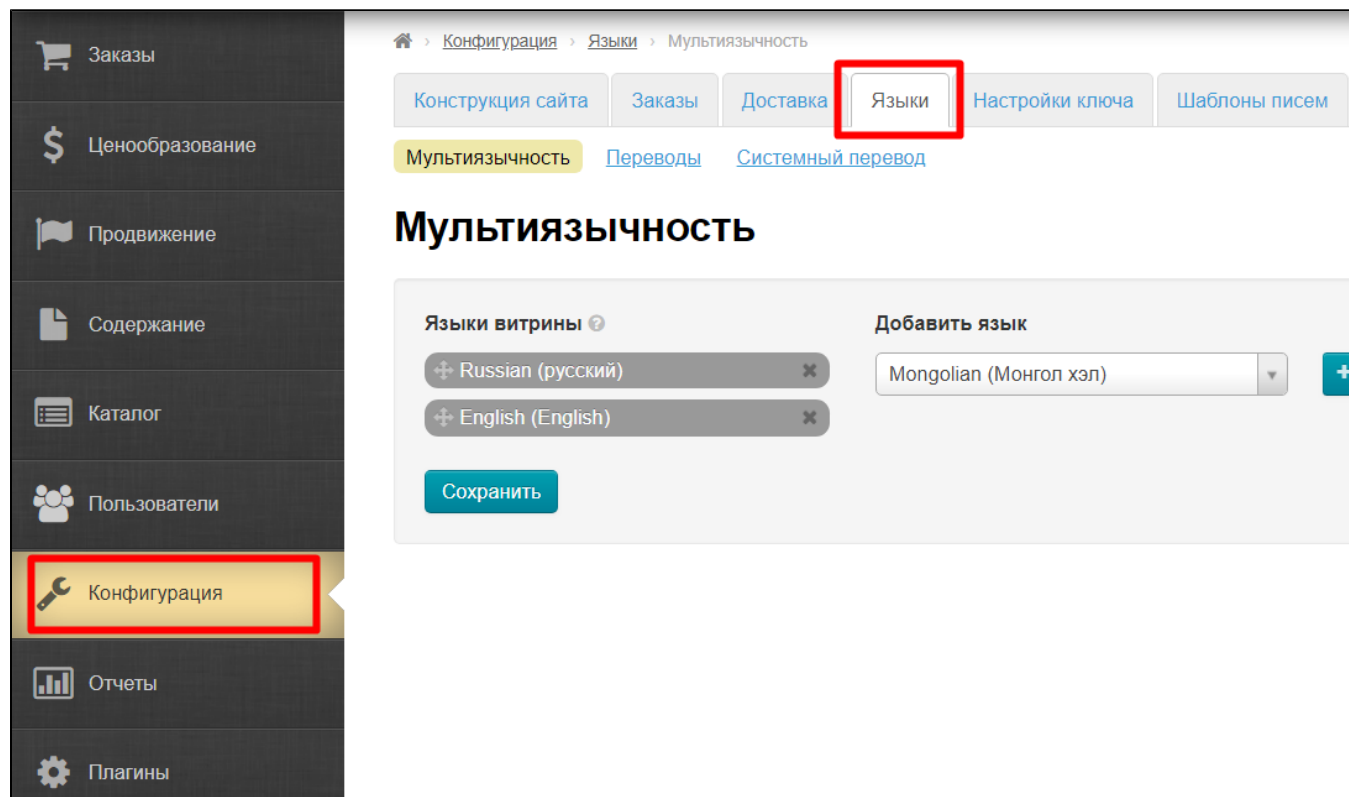 Заказы
Ценообразование
Продвижение
Содержание
Каталог
Пользователи
Конфигурация
Отчеты
Плагины
› Конфигурация › Языки › Мультиязычность
Конструкция сайта Заказы Доставка Языки Настройки ключа Шаблоны писем
Мультиязычность Переводы Системный перевод
Мультиязычность
Языки витрины ? Добавить язык
Russian (русский) Mongolian (Монгол хэл) +
English (English)
Сохранить